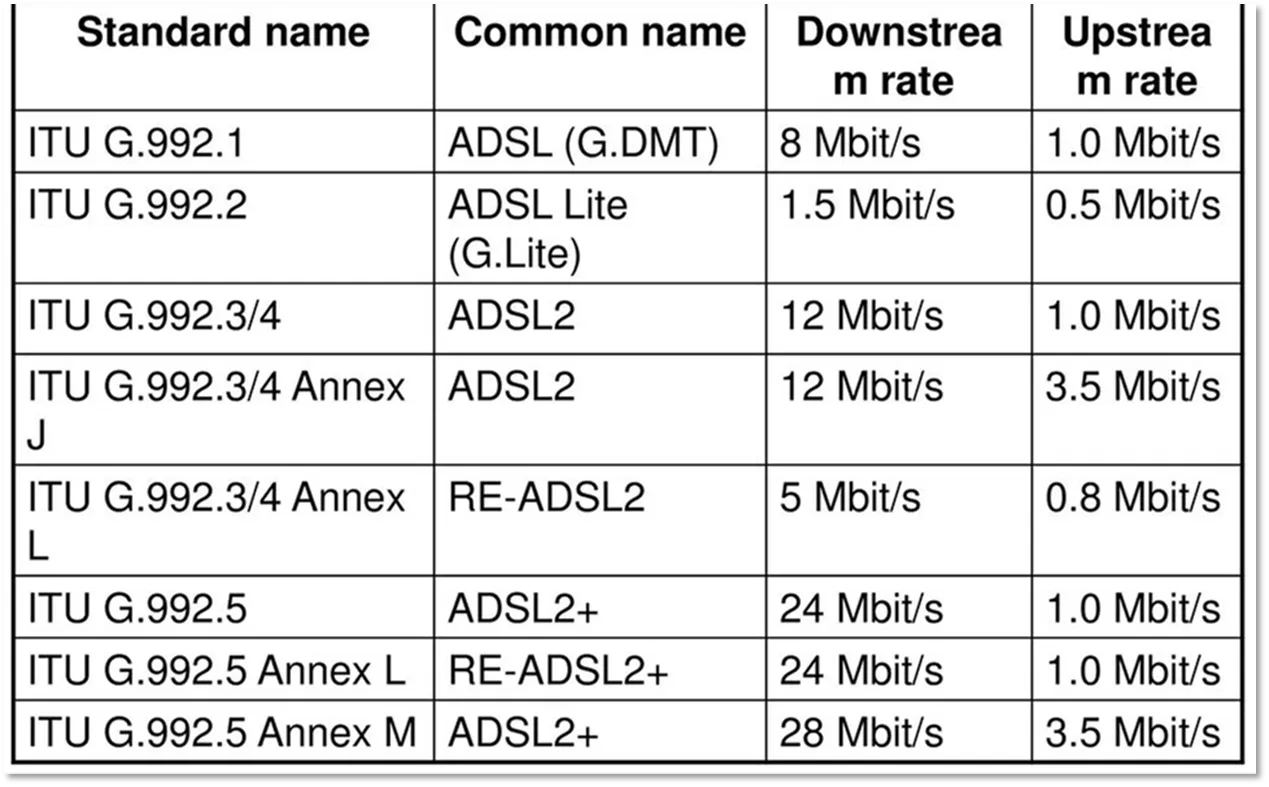 Standard name Common name Downstrea Upstrea
m rate m rate
ITU G.992.1 ADSL (G.DMT) 8 Mbit/s 1.0 Mbit/s
ITU G.992.2 ADSL Lite 1.5 Mbit/s 0.5 Mbit/s
(G.Lite)
ITU G.992.3/4 ADSL2 12 Mbit/s 1.0 Mbit/s
ITU G.992.3/4 Annex ADSL2 12 Mbit/s 3.5 Mbit/s
J
ITU G.992.3/4 Annex RE-ADSL2 5 Mbit/s 0.8 Mbit/s
L
ITU G.992.5 ADSL2+ 24 Mbit/s 1.0 Mbit/s
ITU G.992.5 Annex L RE-ADSL2+ 24 Mbit/s 1.0 Mbit/s
ITU G.992.5 Annex M ADSL2+ 28 Mbit/s 3.5 Mbit/s